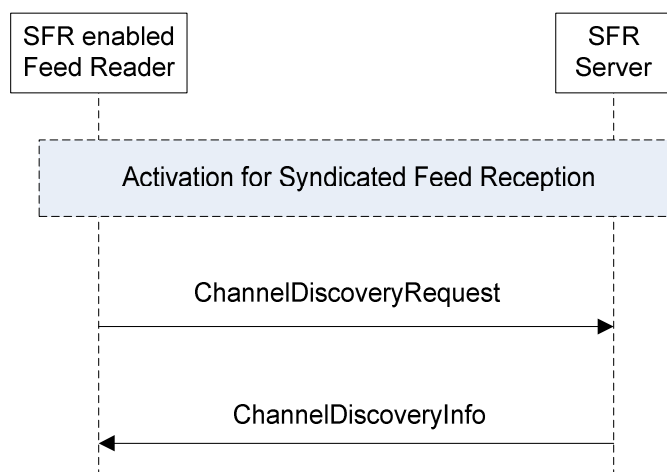 SFR enabled
Feed Reader
SFR
Server
Activation for Syndicated Feed Reception
ChannelDiscoveryRequest
ChannelDiscoveryInfo